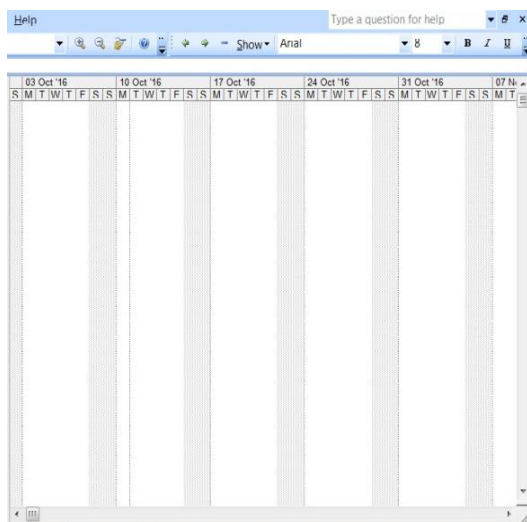 Help Type a question for help
Show Arial 8 B I U
03 Oct '16 10 Oct '16 17 Oct '16 24 Oct '16 31 Oct '16 07 N
S M T W T F S S M T W T F S S M T W T F S S M T W T F S S M T W T F S S M T